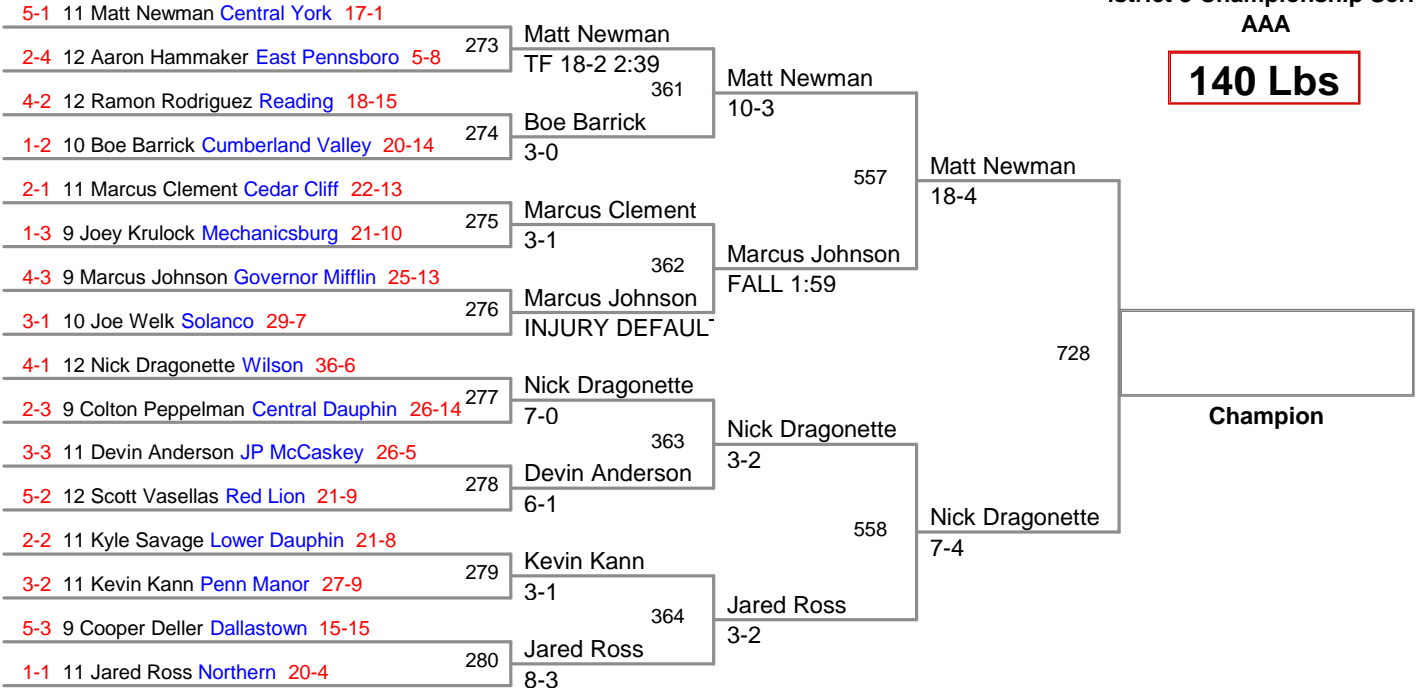 istrict 3 Championship Ser
AAA
140 Lbs
5-1 11 Matt Newman Central York 17-1
2-4 12 Aaron Hammaker East Pennsboro 5-8
4-2 12 Ramon Rodriguez Reading 18-15
1-2 10 Boe Barrick Cumberland Valley 20-14
2-1 11 Marcus Clement Cedar Cliff 22-13
1-3 9 Joey Krulock Mechanicsburg 21-10
4-3 9 Marcus Johnson Governor Mifflin 25-13
3-1 10 Joe Welk Solanco 29-7
4-1 12 Nick Dragonette Wilson 36-6
2-3 9 Colton Peppelman Central Dauphin 26-14
3-3 11 Devin Anderson JP McCaskey 26-5
5-2 12 Scott Vasellas Red Lion 21-9
2-2 11 Kyle Savage Lower Dauphin 21-8
3-2 11 Kevin Kann Penn Manor 27-9
5-3 9 Cooper Deller Dallastown 15-15
1-1 11 Jared Ross Northern 20-4
273
274
275
276
277
278
279
280
Matt Newman
TF 18-2 2:39
Boe Barrick
3-0
Marcus Clement
3-1
Marcus Johnson
INJURY DEFAUL
Nick Dragonette
7-0
Devin Anderson
6-1
Kevin Kann
3-1
Jared Ross
8-3
361
362
363
364
Matt Newman
10-3
Marcus Johnson
FALL 1:59
Nick Dragonette
3-2
Jared Ross
3-2
557
558
Matt Newman
18-4
Nick Dragonette
7-4
728
Champion